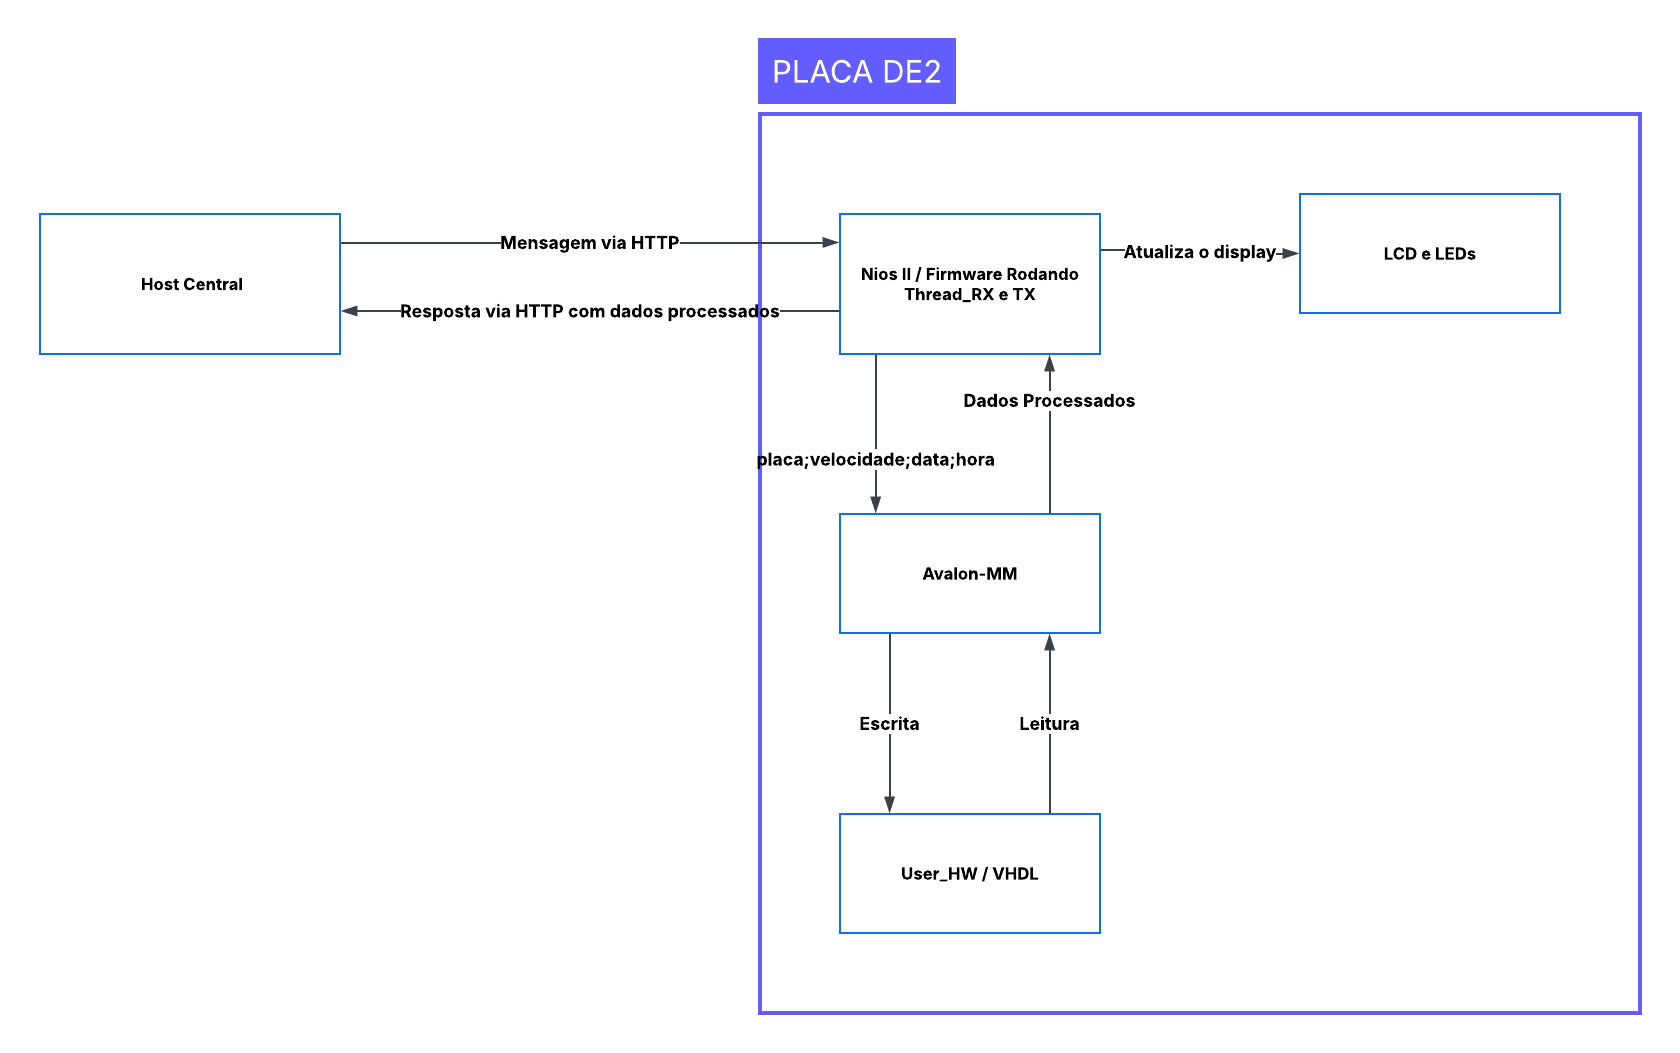 PLACA DE2
Mensagem via HTTP
Host Central
Resposta via HTTP com dados processados
Nios II / Firmware Rodando
Thread_RX e TX
Atualiza o display
LCD e LEDs
Dados Processados
placa;velocidade;data;hora
Avalon-MM
Escrita
Leitura
User_HW / VHDL